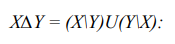 XΔY = (X\Y)U(Y\X):